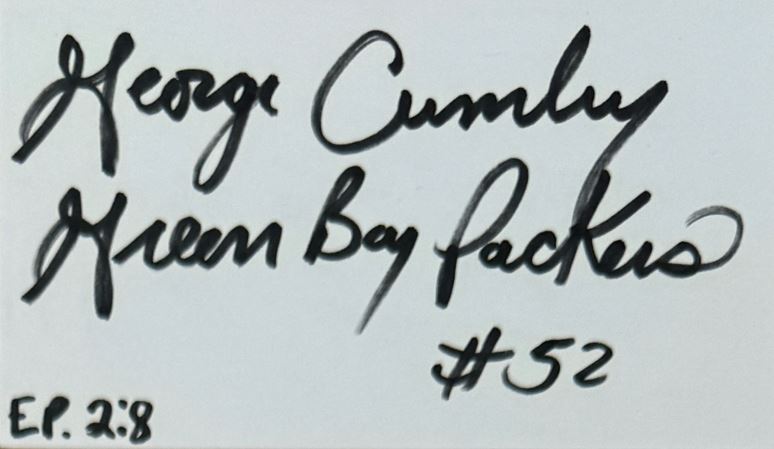 George Cumby
Green Bay Packers
#52
EP. 2:8